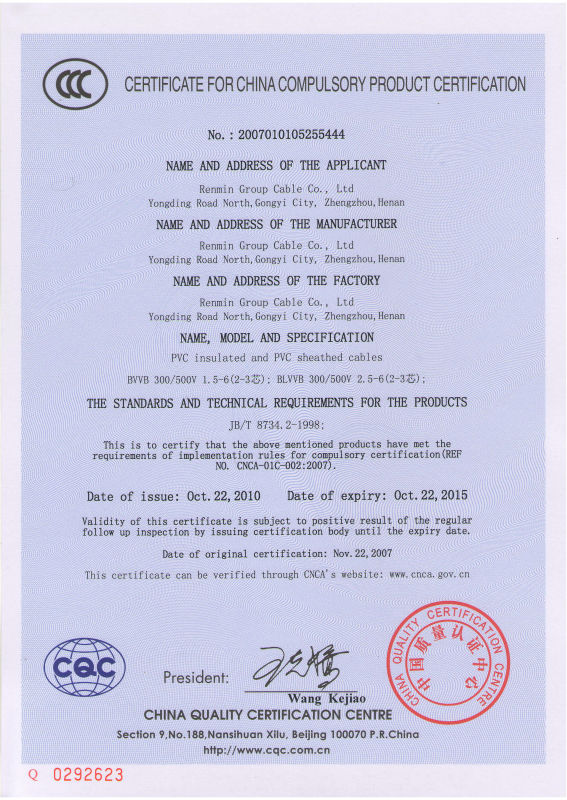 CCC
CERTIFICATE FOR CHINA COMPULSORY PRODUCT CERTIFICATION
No. : 2007010105255444
NAME AND ADDRESS OF THE APPLICANT
Renmin Group Cable Co., Ltd
Yongding Road North,Gongyi City, Zhengzhou,Henan
NAME AND ADDRESS OF THE MANUFACTURER
Renmin Group Cable Co., Ltd
Yongding Road North,Gongyi City, Zhengzhou,Henan
NAME AND ADDRESS OF THE FACTORY
Renmin Group Cable Co., Ltd
Yongding Road North,Gongyi City, Zhengzhou,Henan
NAME, MODEL AND SPECIFICATION
PVC insulated and PVC sheathed cables
BVVB 300/500V 1.5-6(2-3芯); BLVVB 300/500V 2.5-6(2-3芯);
THE STANDARDS AND TECHNICAL REQUIREMENTS FOR THE PRODUCTS
JB/T 8734.2-1998;
This is to certify that the above mentioned products have met the
requirements of implementation rules for compulsory certification(REF
NO. CNCA-01C-002:2007).
Date of issue: Oct.22,2010 Date of expiry: Oct.22,2015
Validity of this certificate is subject to positive result of the regular
follow up inspection by issuing certification body until the expiry date.
Date of original certification: Nov.22,2007
This certificate can be verified through CNCA's website: www.cnca.gov.cn
CQC
President:
Wang Kejiao
CHINA QUALITY CERTIFICATION CENTRE
中国质量认证中心
CHINA QUALITY CERTIFICATION CENTRE
Section 9,No.188,Nansihuan Xilu, Beijing 100070 P.R.China
http://www.cqc.com.cn
Q 0292623